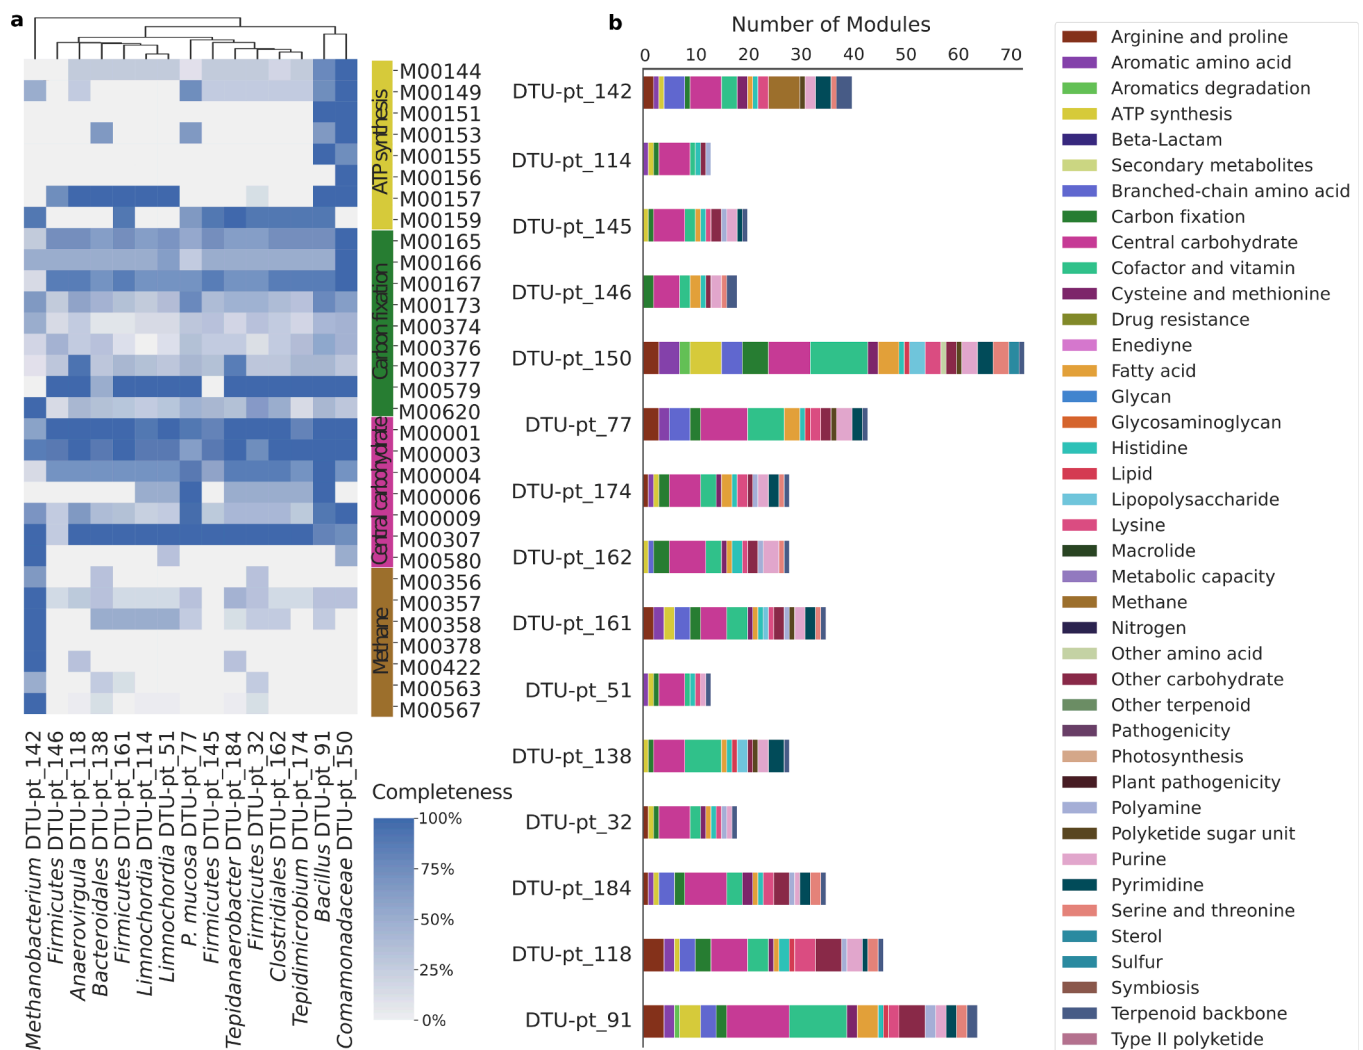 a
M00144
M00149
M00151
M00153
M00155
M00156
M00157
M00159
M00165
M00166
M00167
M00173
M00374
M00376
M00377
M00579
M00620
M00001
M00003
M00004
M00006
M00009
M00307
M00580
M00356
M00357
M00358
M00378
M00422
M00563
M00567
ATP synthesis
Carbon fixation
Central carbohydrate
Methane
Methanobacterium DTU-pt_142
Firmicutes DTU-pt_146
Anaerovirgula DTU-pt_118
Bacteroidales DTU-pt_138
Firmicutes DTU-pt_161
Limnochordia DTU-pt_114
Limnochordia DTU-pt_51
P. mucosa DTU-pt_77
Firmicutes DTU-pt_145
Tepidanaerobacter DTU-pt_184
Firmicutes DTU-pt_32
Clostridiales DTU-pt_162
Tepidimicrobium DTU-pt_174
Bacillus DTU-pt_91
Comamonadaceae DTU-pt_150
Completeness
100%
75%
50%
25%
0%
b
Number of Modules
0 10 20 30 40 50 60 70
DTU-pt_142
DTU-pt_114
DTU-pt_145
DTU-pt_146
DTU-pt_150
DTU-pt_77
DTU-pt_174
DTU-pt_162
DTU-pt_161
DTU-pt_51
DTU-pt_138
DTU-pt_32
DTU-pt_184
DTU-pt_118
DTU-pt_91
Arginine and proline
Aromatic amino acid
Aromatics degradation
ATP synthesis
Beta-Lactam
Secondary metabolites
Branched-chain amino acid
Carbon fixation
Central carbohydrate
Cofactor and vitamin
Cysteine and methionine
Drug resistance
Enediyne
Fatty acid
Glycan
Glycosaminoglycan
Histidine
Lipid
Lipopolysaccharide
Lysine
Macrolide
Metabolic capacity
Methane
Nitrogen
Other amino acid
Other carbohydrate
Other terpenoid
Pathogenicity
Photosynthesis
Plant pathogenicity
Polyamine
Polyketide sugar unit
Purine
Pyrimidine
Serine and threonine
Sterol
Sulfur
Symbiosis
Terpenoid backbone
Type II polyketide